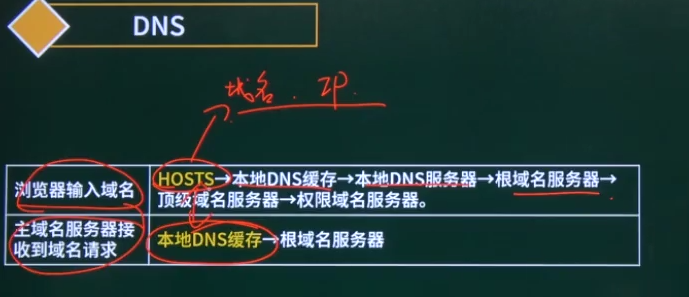 DNS
域名 . IP.
浏览器输入域名
HOSTS→本地DNS缓存→本地DNS服务器→根域名服务器→
顶级域名服务器→权限域名服务器。
主域名服务器接
收到域名请求
本地DNS缓存→根域名服务器